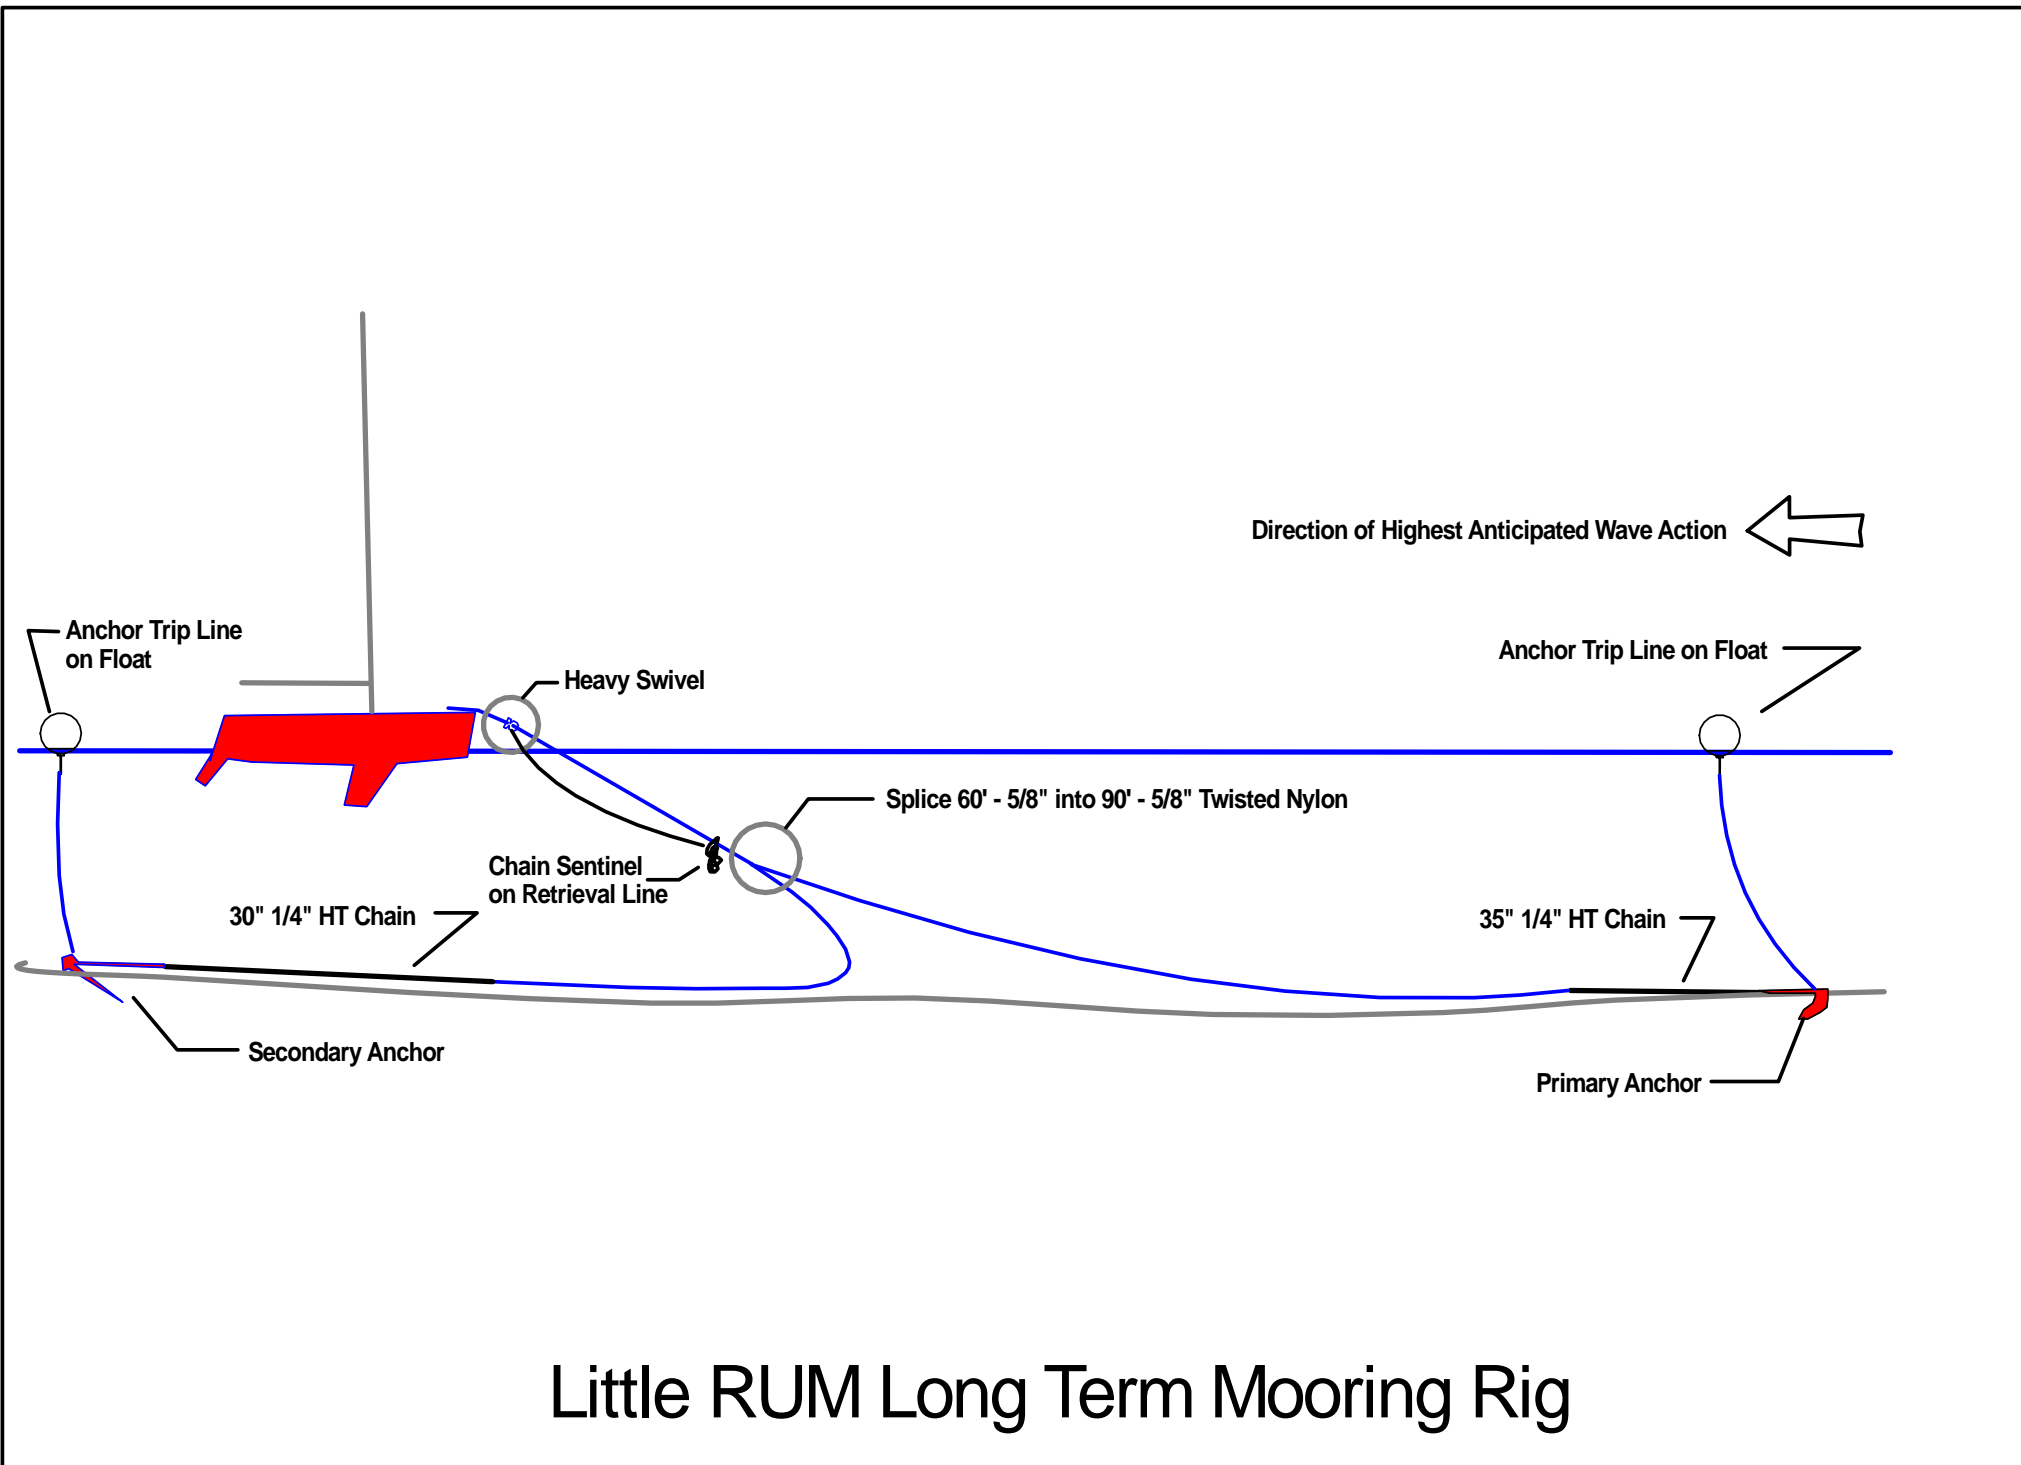 Direction of Highest Anticipated Wave Action
Anchor Trip Line
on Float
Anchor Trip Line on Float
Heavy Swivel
Splice 60' - 5/8" into 90' - 5/8" Twisted Nylon
Chain Sentinel
on Retrieval Line
30" 1/4" HT Chain
35" 1/4" HT Chain
Secondary Anchor
Primary Anchor
Little RUM Long Term Mooring Rig